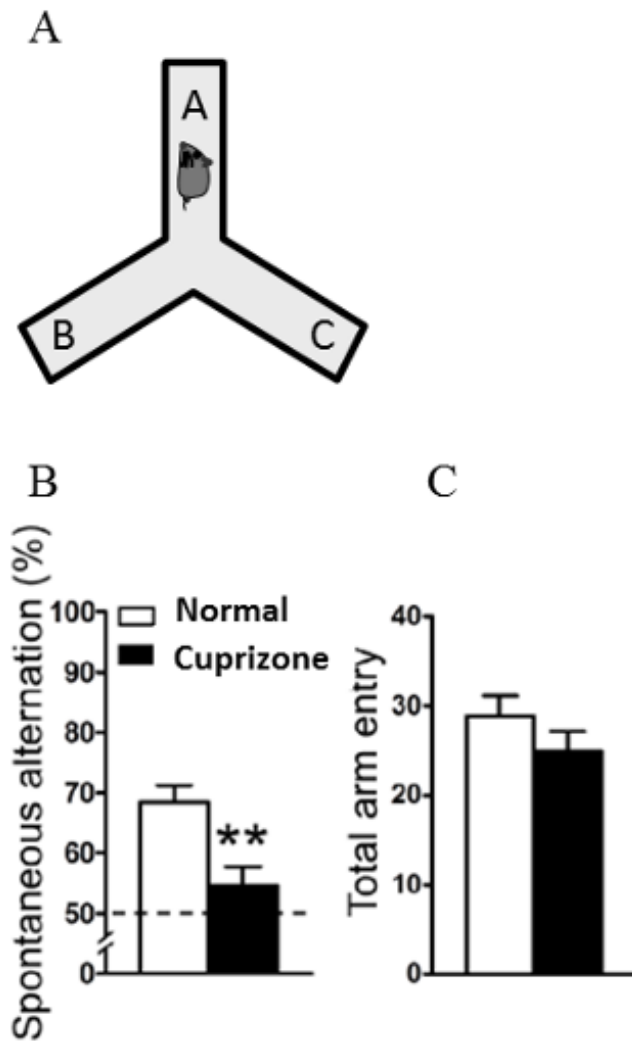 A
A
B
C
B
C
Spontaneous alternation (%)
100
90
80
70
60
50
0
Normal
Cuprizone
**
Total arm entry
40
30
20
10
0